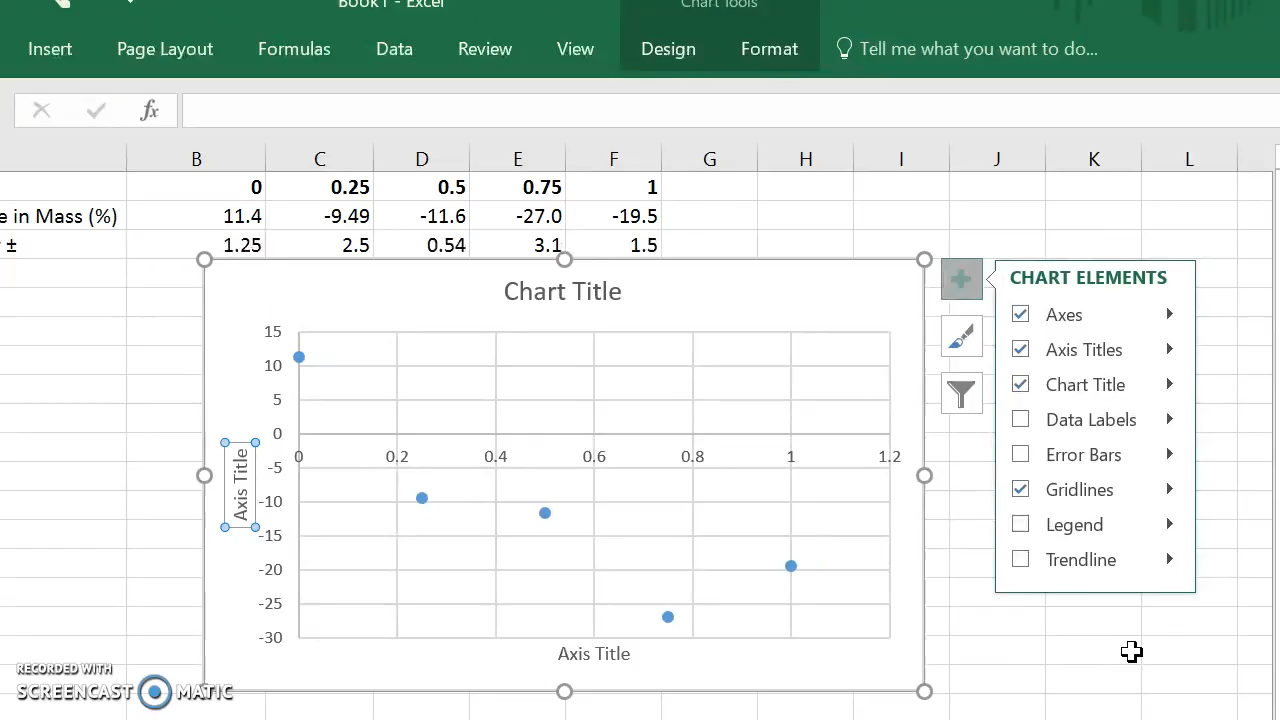 Book1 - Excel
Chart Tools
Insert Page Layout Formulas Data Review View Design Format Tell me what you want to do...
fx
B C D E F G H I J K L
0 0.25 0.5 0.75 1
e in Mass (%) 11.4 -9.49 -11.6 -27.0 -19.5
± 1.25 2.5 0.54 3.1 1.5
Chart Title
15
10
5
0
0 0.2 0.4 0.6 0.8 1 1.2
-5
-10
-15
-20
-25
-30
Axis Title
Axis Title
CHART ELEMENTS
Axes
Axis Titles
Chart Title
Data Labels
Error Bars
Gridlines
Legend
Trendline
RECORDED WITH
SCREENCAST MATIC